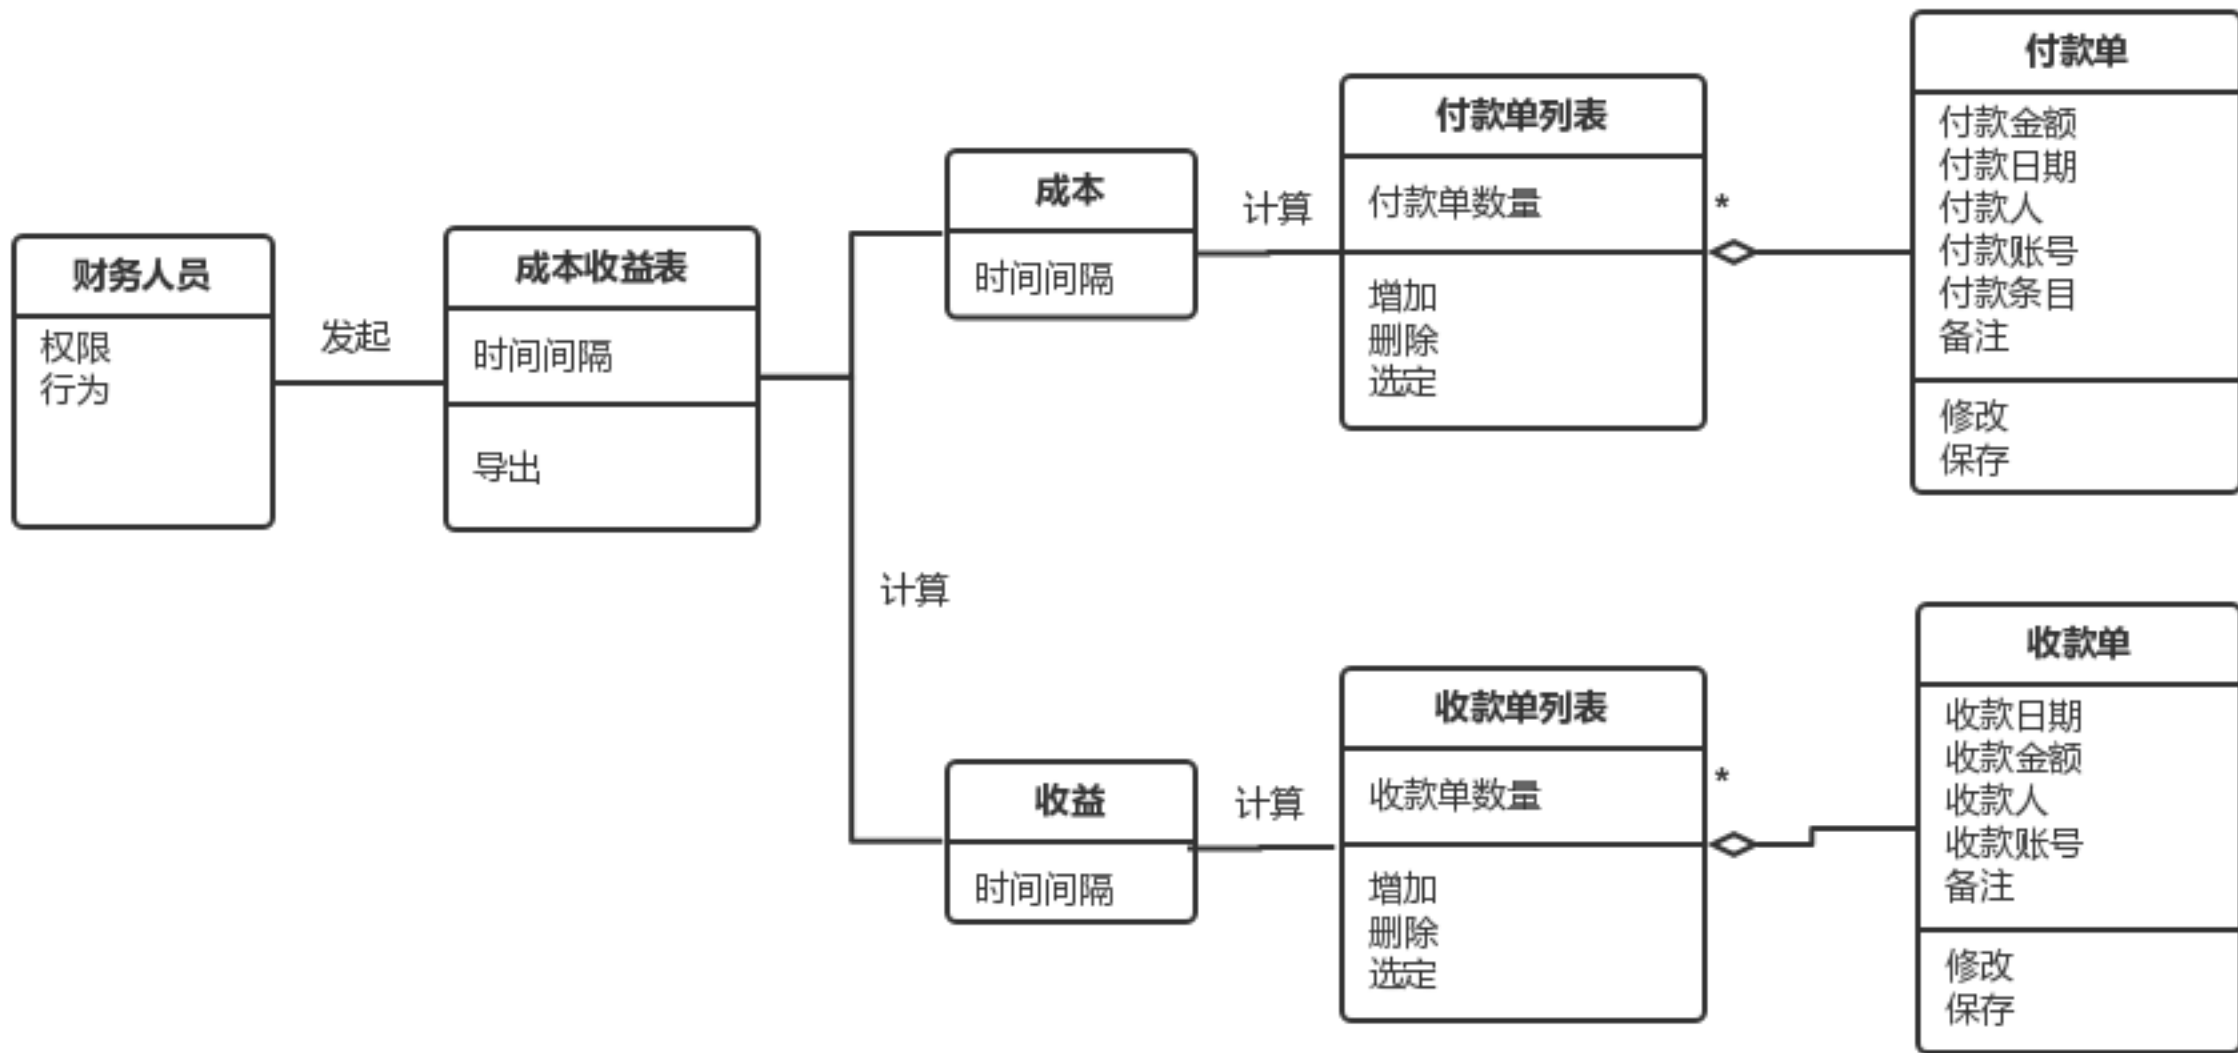 财务人员
权限
行为
发起
成本收益表
时间间隔
导出
计算
成本
时间间隔
计算
付款单列表
付款单数量
增加
删除
选定
*
付款单
付款金额
付款日期
付款人
付款账号
付款条目
备注
修改
保存
收益
时间间隔
计算
收款单列表
收款单数量
增加
删除
选定
*
收款单
收款日期
收款金额
收款人
收款账号
备注
修改
保存